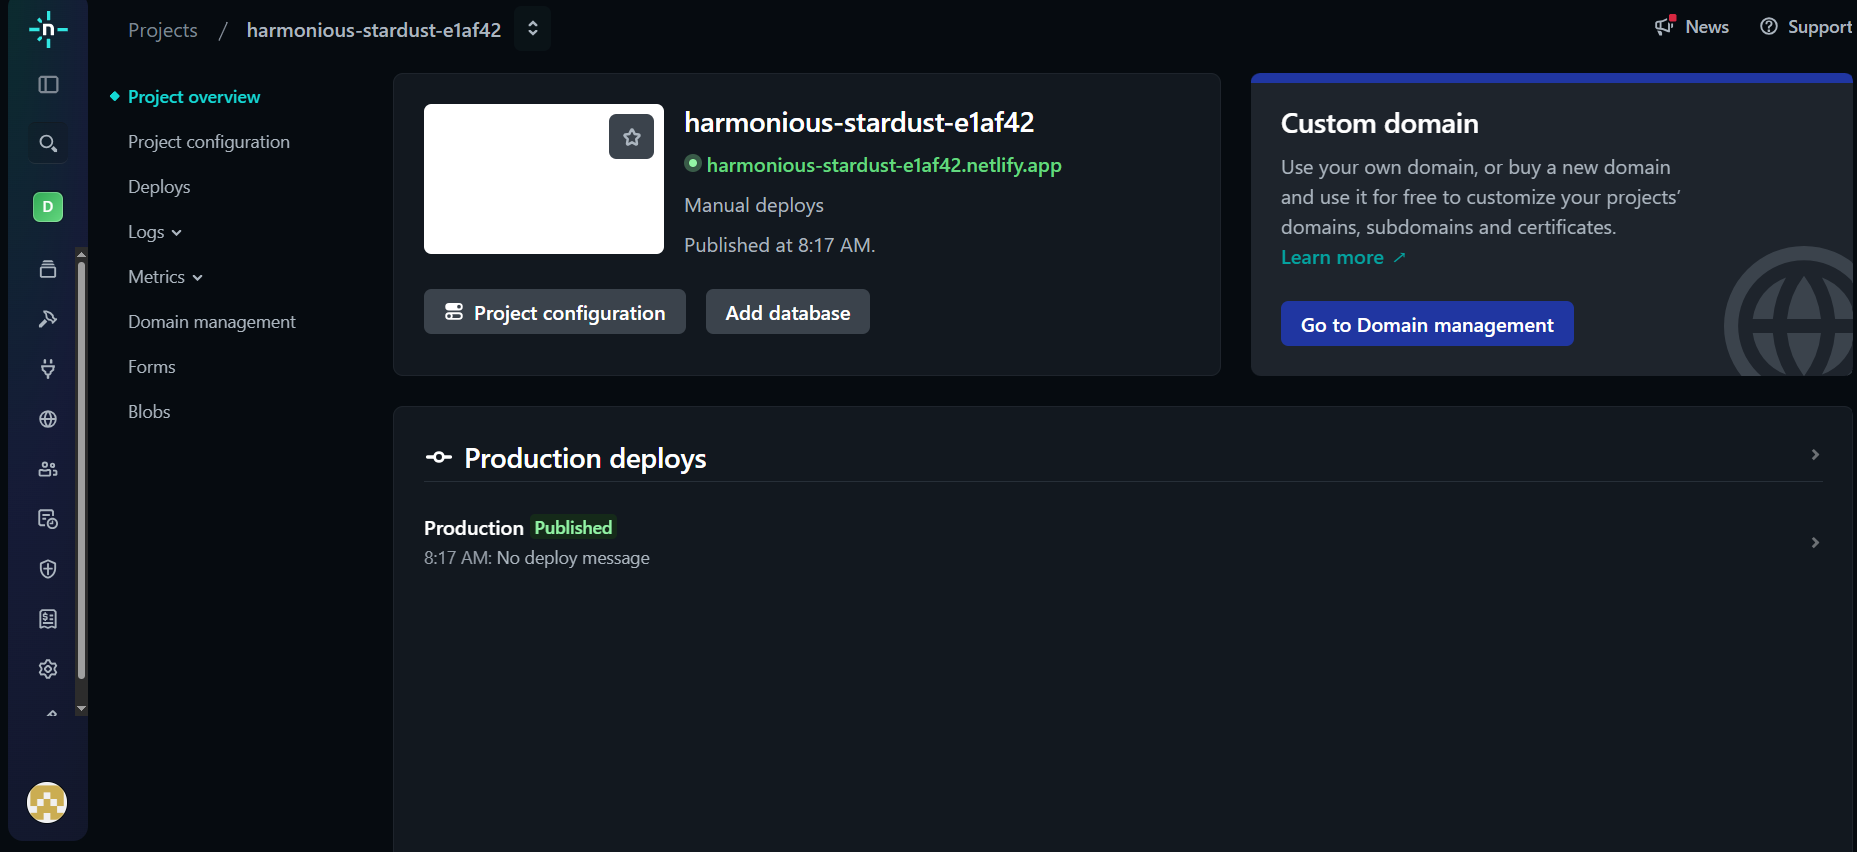 n
Projects / harmonious-stardust-e1af42
News
Support
D
Project overview
Project configuration
Deploys
Logs
Metrics
Domain management
Forms
Blobs
harmonious-stardust-e1af42
harmonious-stardust-e1af42.netlify.app
Manual deploys
Published at 8:17 AM.
Project configuration
Add database
Custom domain
Use your own domain, or buy a new domain
and use it for free to customize your projects’
domains, subdomains and certificates.
Learn more ↗
Go to Domain management
Production deploys
Production Published
8:17 AM: No deploy message